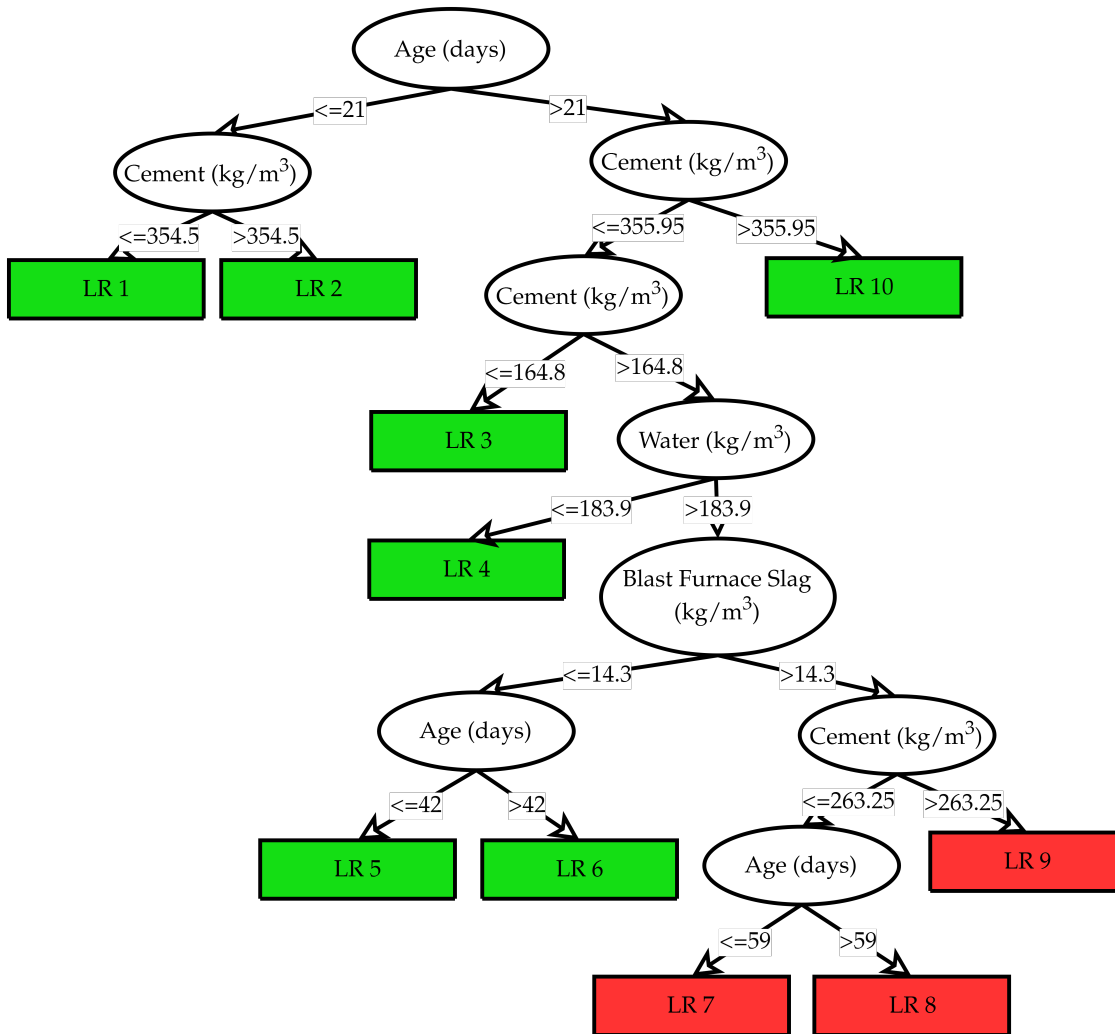 Age (days)
<=21
>21
Cement (kg/m³)
Cement (kg/m³)
<=354.5
>354.5
<=355.95
>355.95
LR 1
LR 2
Cement (kg/m³)
LR 10
<=164.8
>164.8
LR 3
Water (kg/m³)
<=183.9
>183.9
LR 4
Blast Furnace Slag
(kg/m³)
<=14.3
>14.3
Age (days)
Cement (kg/m³)
<=42
>42
<=263.25
>263.25
LR 5
LR 6
Age (days)
LR 9
<=59
>59
LR 7
LR 8